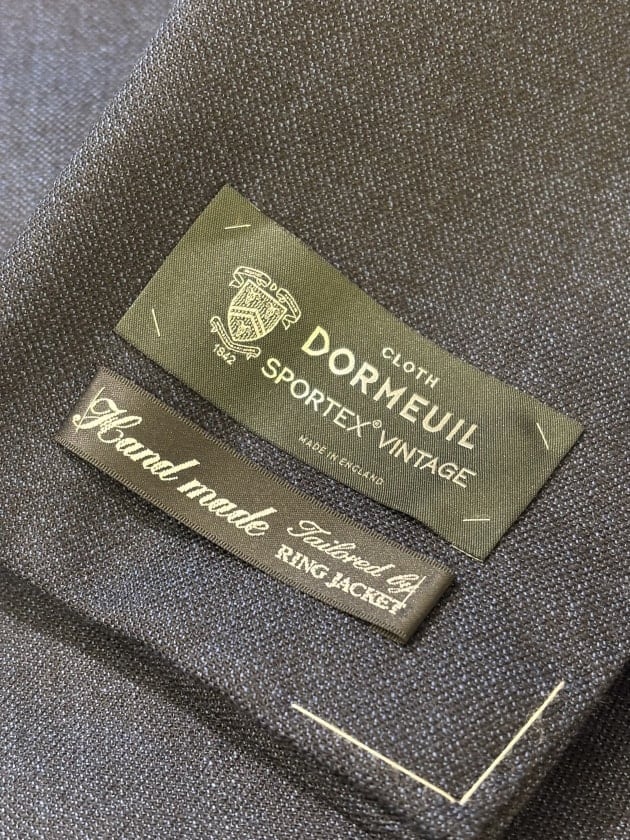 1842
CLOTH
DORMEUIL
SPORTEX® VINTAGE
MADE IN ENGLAND
Hand made
Tailored by
RING JACKET